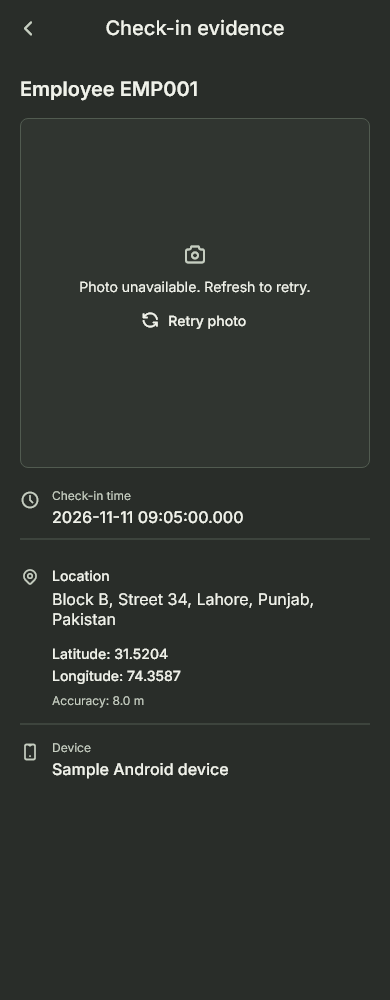 Check-in evidence
Employee EMP001
Photo unavailable. Refresh to retry.
Retry photo
Check-in time
2026-11-11 09:05:00.000
Location
Block B, Street 34, Lahore, Punjab,
Pakistan
Latitude: 31.5204
Longitude: 74.3587
Accuracy: 8.0 m
Device
Sample Android device